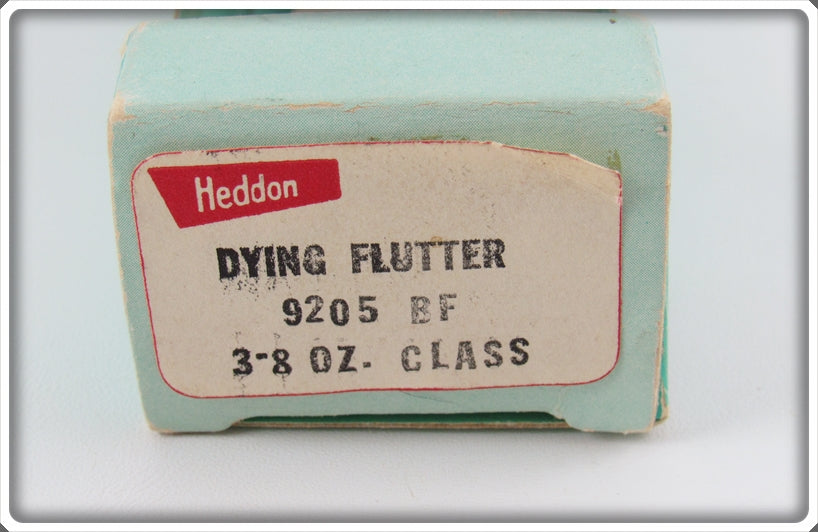 Heddon
DYING FLUTTER
9205 BF
3-8 OZ. CLASS